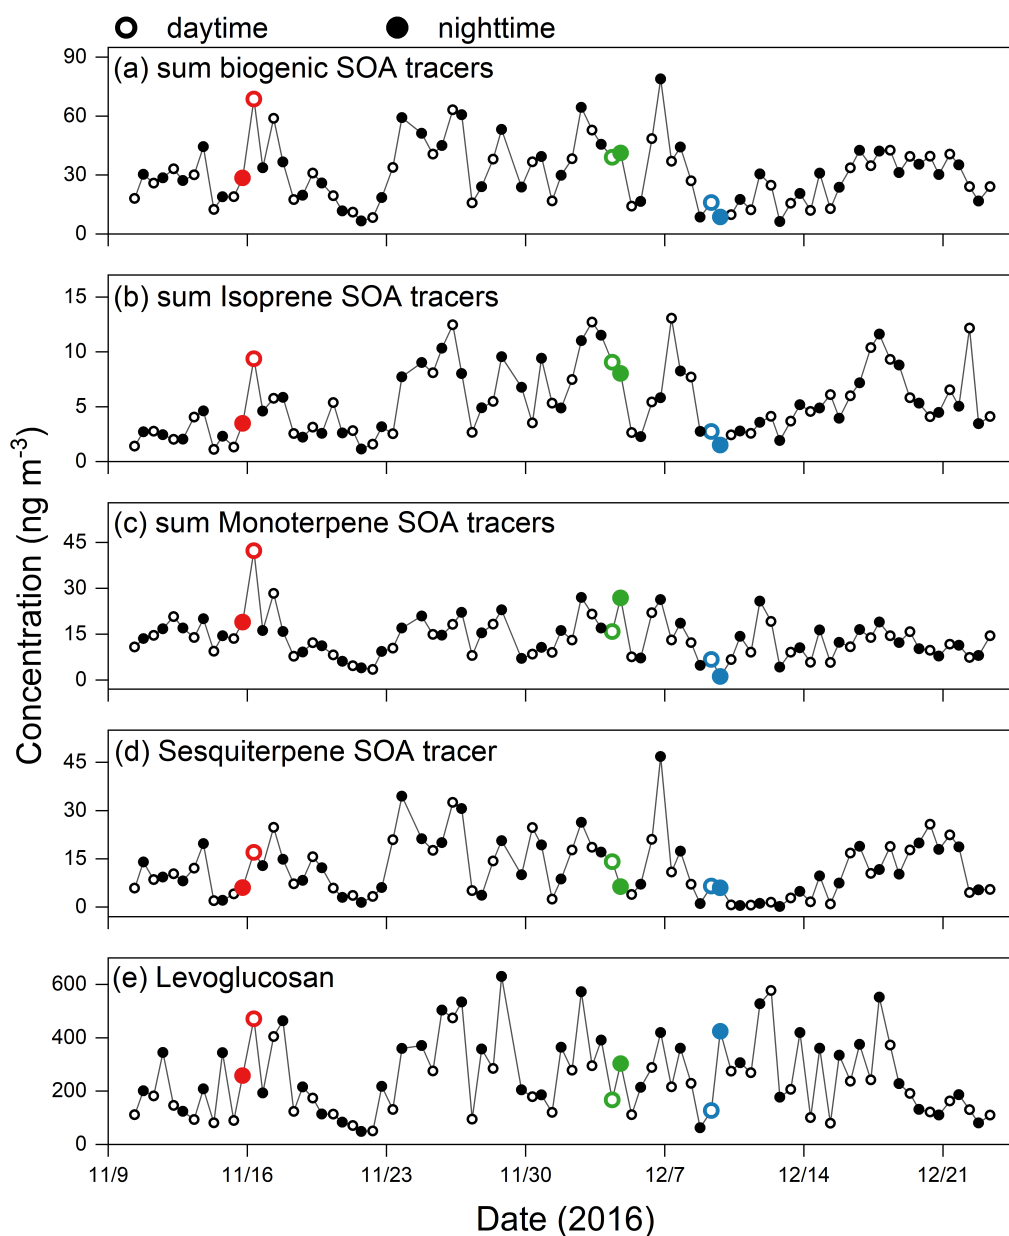 daytime nighttime
(a) sum biogenic SOA tracers
90
60
30
0
(b) sum Isoprene SOA tracers
15
10
5
0
(c) sum Monoterpene SOA tracers
45
30
15
0
(d) Sesquiterpene SOA tracer
45
30
15
0
(e) Levoglucosan
600
400
200
0
11/9 11/16 11/23 11/30 12/7 12/14 12/21
Date (2016)
Concentration (ng m⁻³)